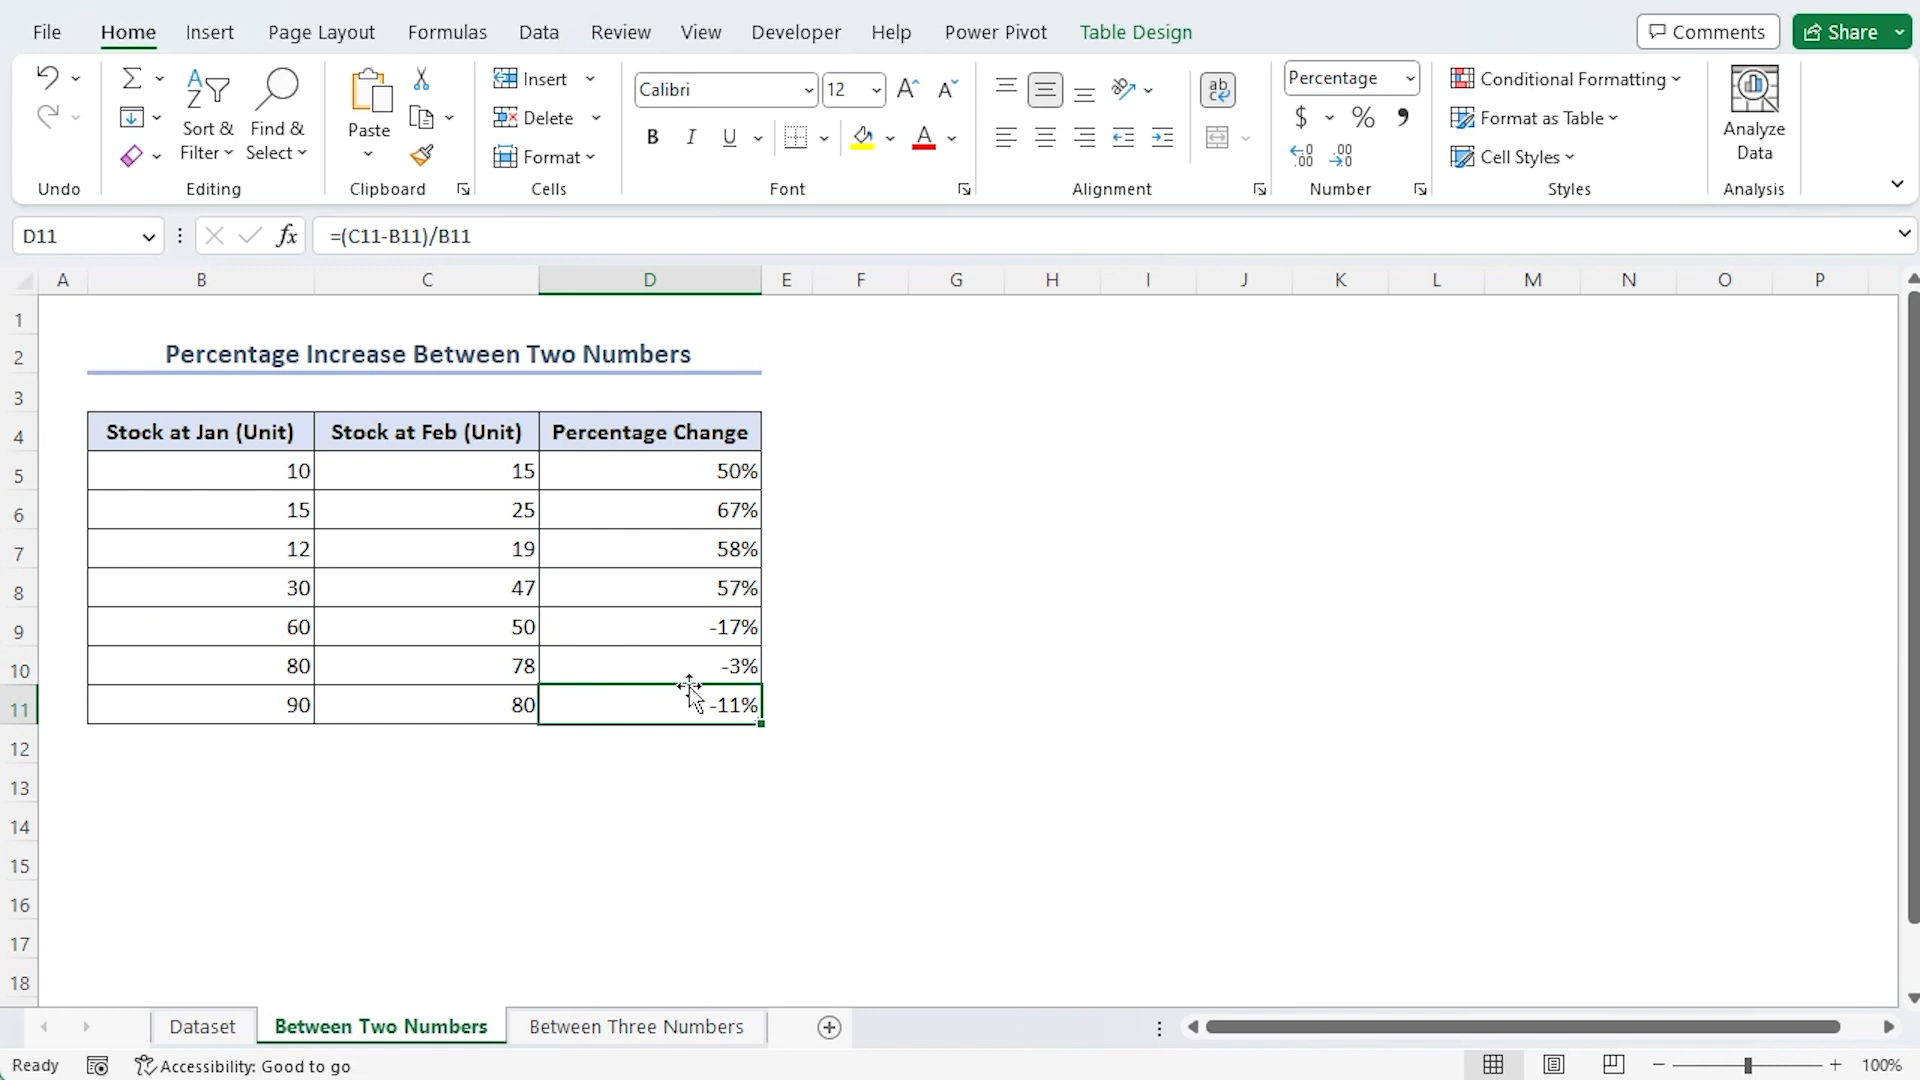 File Home Insert Page Layout Formulas Data Review View Developer Help Power Pivot Table Design Comments Share
Insert Calibri 12 Percentage Conditional Formatting
Sort & Filter Find & Select Paste Delete $ % Format as Table Analyze Data
Format B I U A Cell Styles
Undo Editing Clipboard Cells Font Alignment Number Styles Analysis
D11 fx =(C11-B11)/B11
A B C D E F G H I J K L M N O P
1
2 Percentage Increase Between Two Numbers
3
4 Stock at Jan (Unit) Stock at Feb (Unit) Percentage Change
5 10 15 50%
6 15 25 67%
7 12 19 58%
8 30 47 57%
9 60 50 -17%
10 80 78 -3%
11 90 80 -11%
12
13
14
15
16
17
18
Dataset Between Two Numbers Between Three Numbers
Ready Accessibility: Good to go 100%